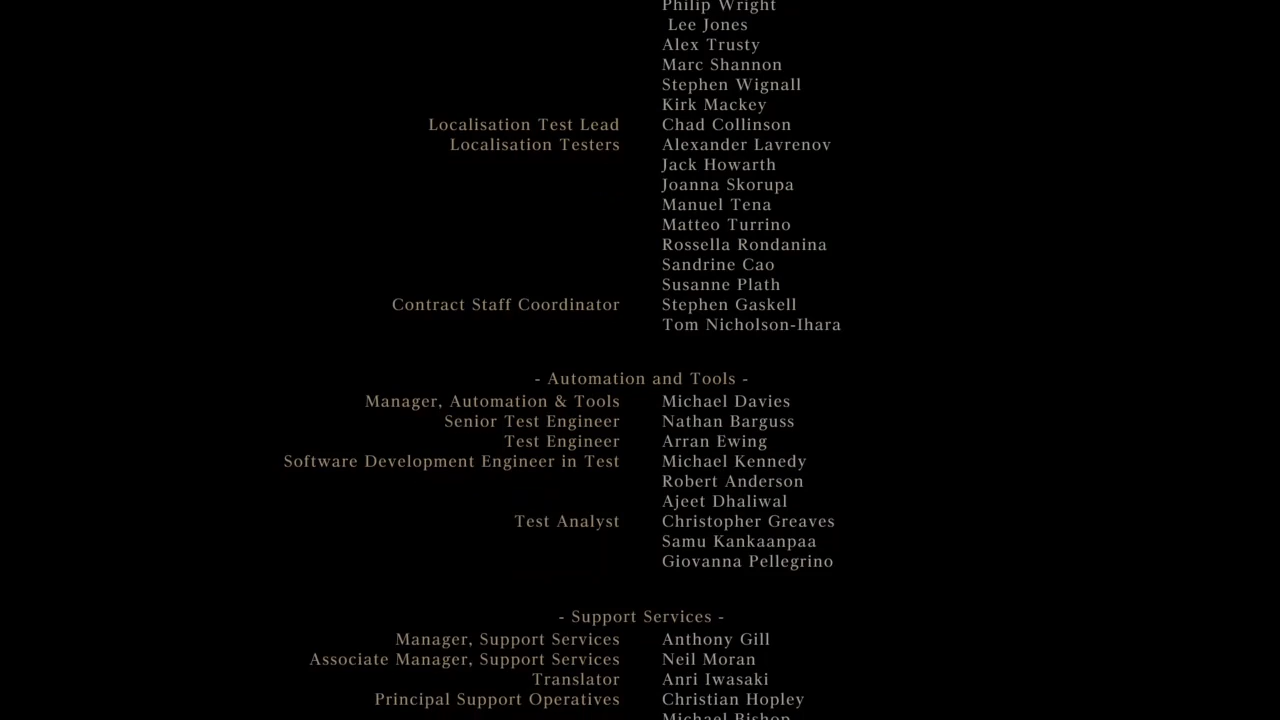 Philip Wright
Lee Jones
Alex Trusty
Marc Shannon
Stephen Wignall
Kirk Mackey
Localisation Test Lead Chad Collinson
Localisation Testers Alexander Lavrenov
Jack Howarth
Joanna Skorupa
Manuel Tena
Matteo Turrino
Rossella Rondanina
Sandrine Cao
Susanne Plath
Contract Staff Coordinator Stephen Gaskell
Tom Nicholson-Ihara
- Automation and Tools -
Manager, Automation & Tools Michael Davies
Senior Test Engineer Nathan Barguss
Test Engineer Arran Ewing
Software Development Engineer in Test Michael Kennedy
Robert Anderson
Ajeet Dhaliwal
Test Analyst Christopher Greaves
Samu Kankaanpaa
Giovanna Pellegrino
- Support Services -
Manager, Support Services Anthony Gill
Associate Manager, Support Services Neil Moran
Translator Anri Iwasaki
Principal Support Operatives Christian Hopley
Michael Bishop